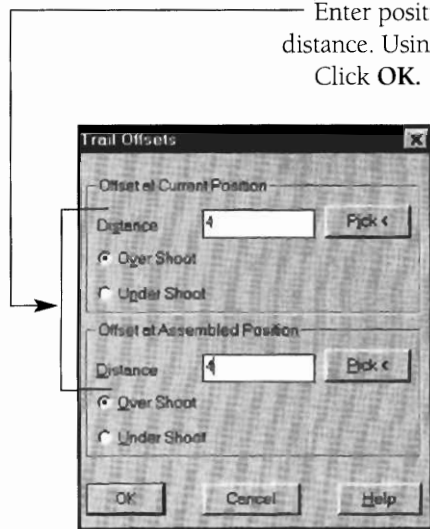 Enter posit
distance. Usin
Click OK.
Trail Offsets
Offset at Current Position
Distance 4 Pick <
Over Shoot
Under Shoot
Offset at Assembled Position
Distance 4 Pick <
Over Shoot
Under Shoot
OK Cancel Help